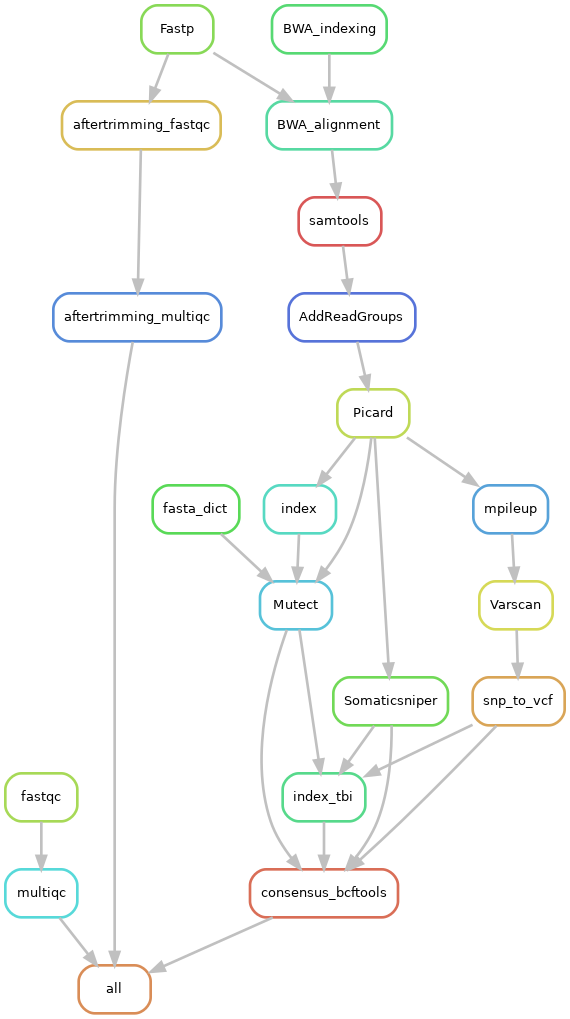 Fastp
BWA_indexing
aftertrimming_fastqc
BWA_alignment
samtools
aftertrimming_multiqc
AddReadGroups
Picard
fasta_dict
index
mpileup
Mutect
Varscan
Somaticsniper
snp_to_vcf
fastqc
index_tbi
multiqc
consensus_bcftools
all